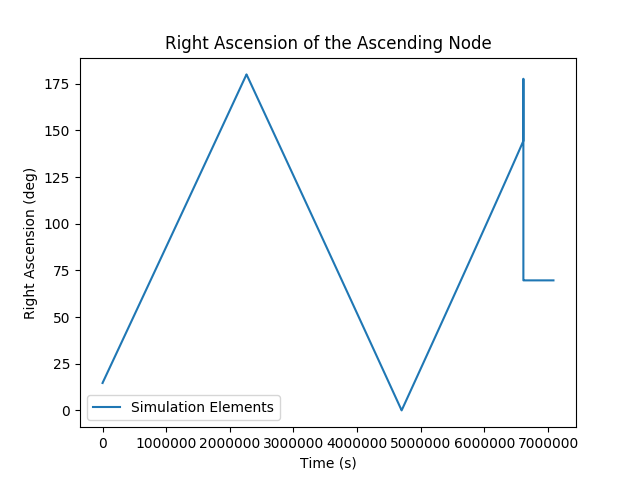 Right Ascension of the Ascending Node
Right Ascension (deg)
175
150
125
100
75
50
25
0
Simulation Elements
0 1000000 2000000 3000000 4000000 5000000 6000000 7000000
Time (s)